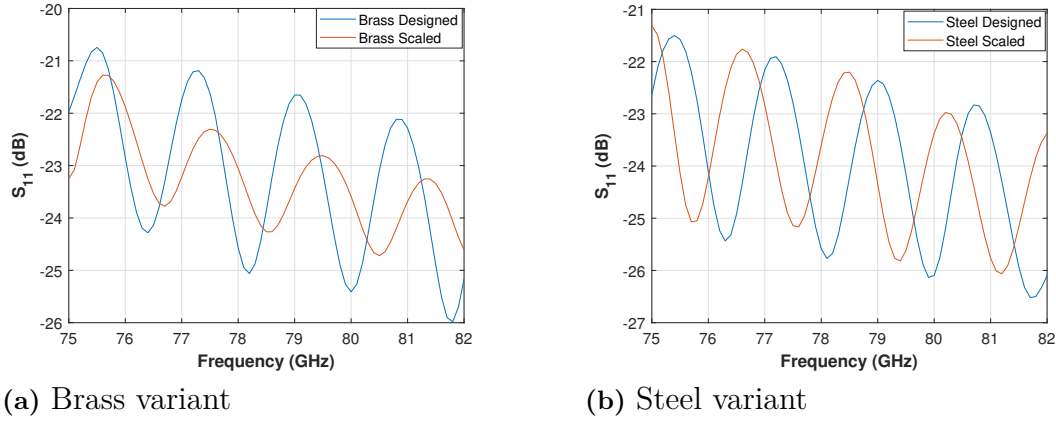 -20
-21
-22
-23
-24
-25
-26
S11 (dB)
75 76 77 78 79 80 81 82
Frequency (GHz)
Brass Designed
Brass Scaled
(a) Brass variant
-21
-22
-23
-24
-25
-26
-27
S11 (dB)
75 76 77 78 79 80 81 82
Frequency (GHz)
Steel Designed
Steel Scaled
(b) Steel variant